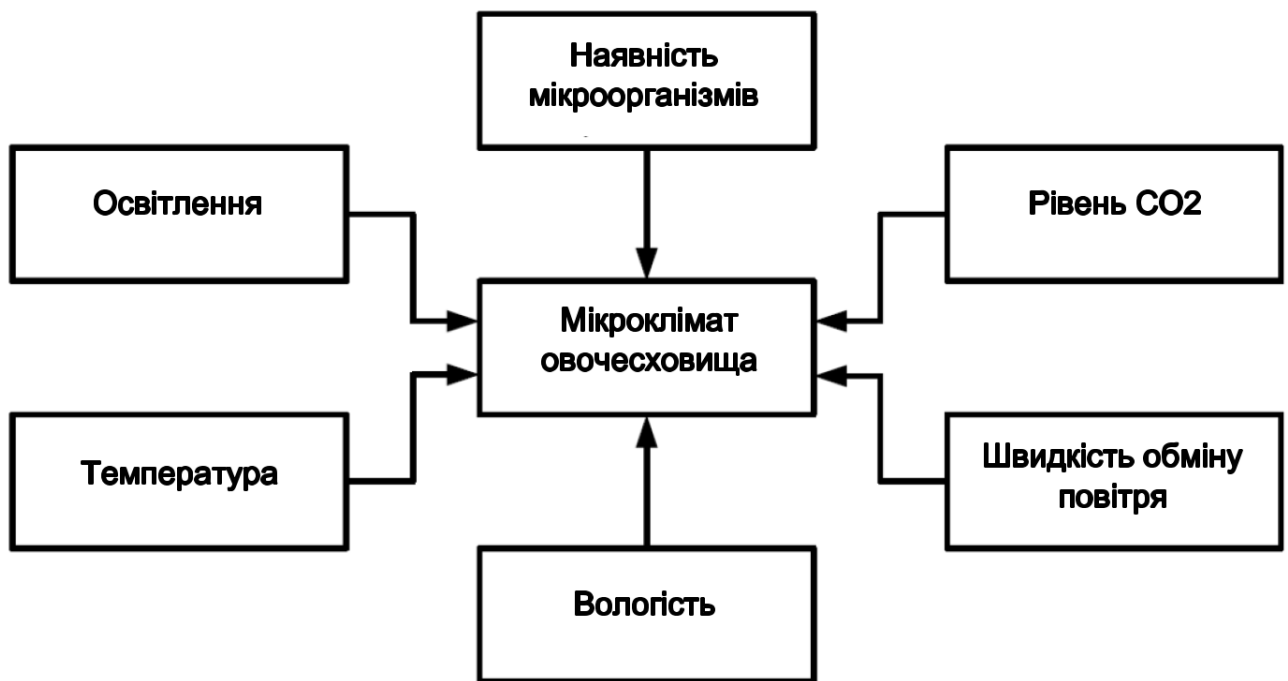 Наявність
мікроорганізмів
Освітлення
Рівень СО2
Мікроклімат
овочесховища
Температура
Швидкість обміну
повітря
Вологість